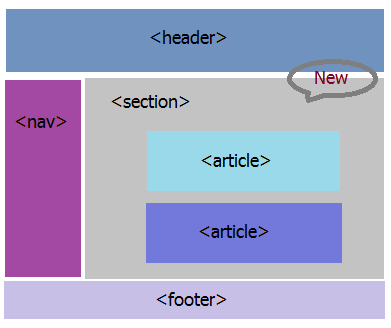 <header>
New
<nav>
<section>
<article>
<article>
<footer>